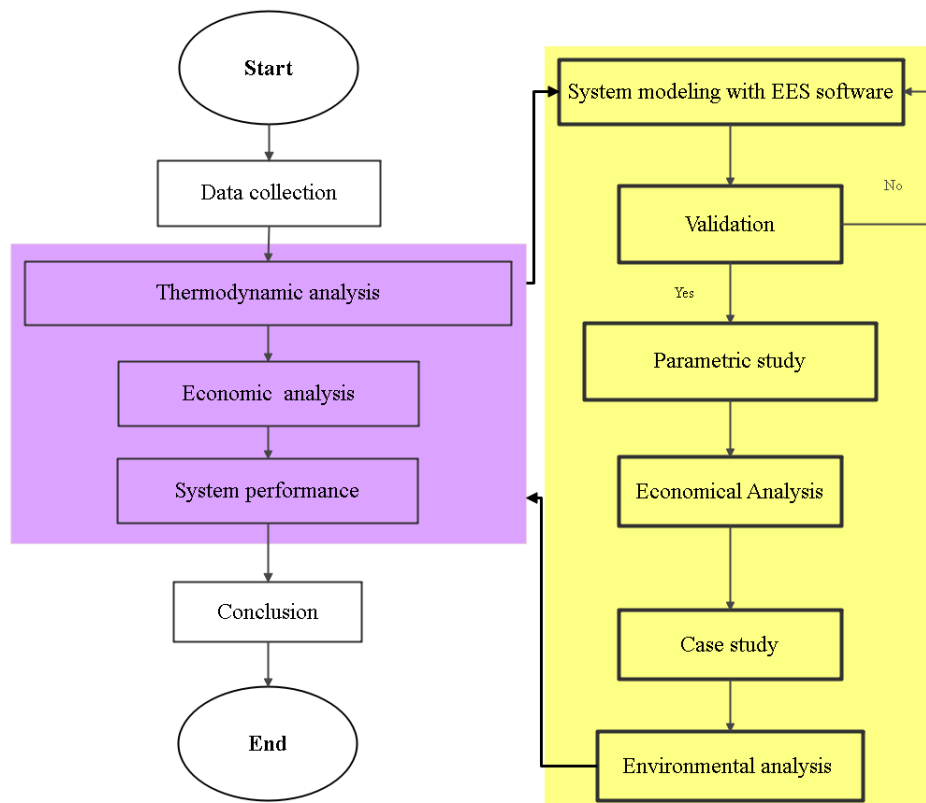 Start
Data collection
Thermodynamic analysis
Economic analysis
System performance
Conclusion
End
System modeling with EES software
No
Validation
Yes
Parametric study
Economical Analysis
Case study
Environmental analysis